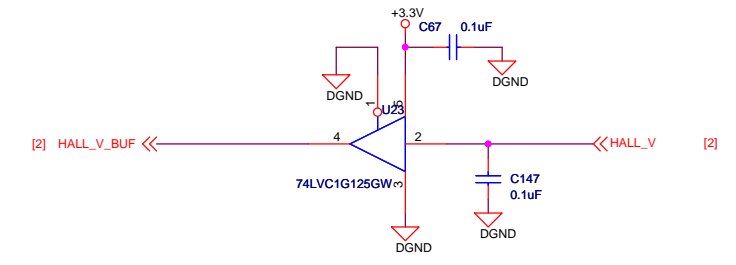 +3.3V
C67 0.1uF
DGND
DGND
1
5
U23
[2] HALL_V_BUF
4
2
HALL_V [2]
74LVC1G125GW
3
C147
0.1uF
DGND
DGND